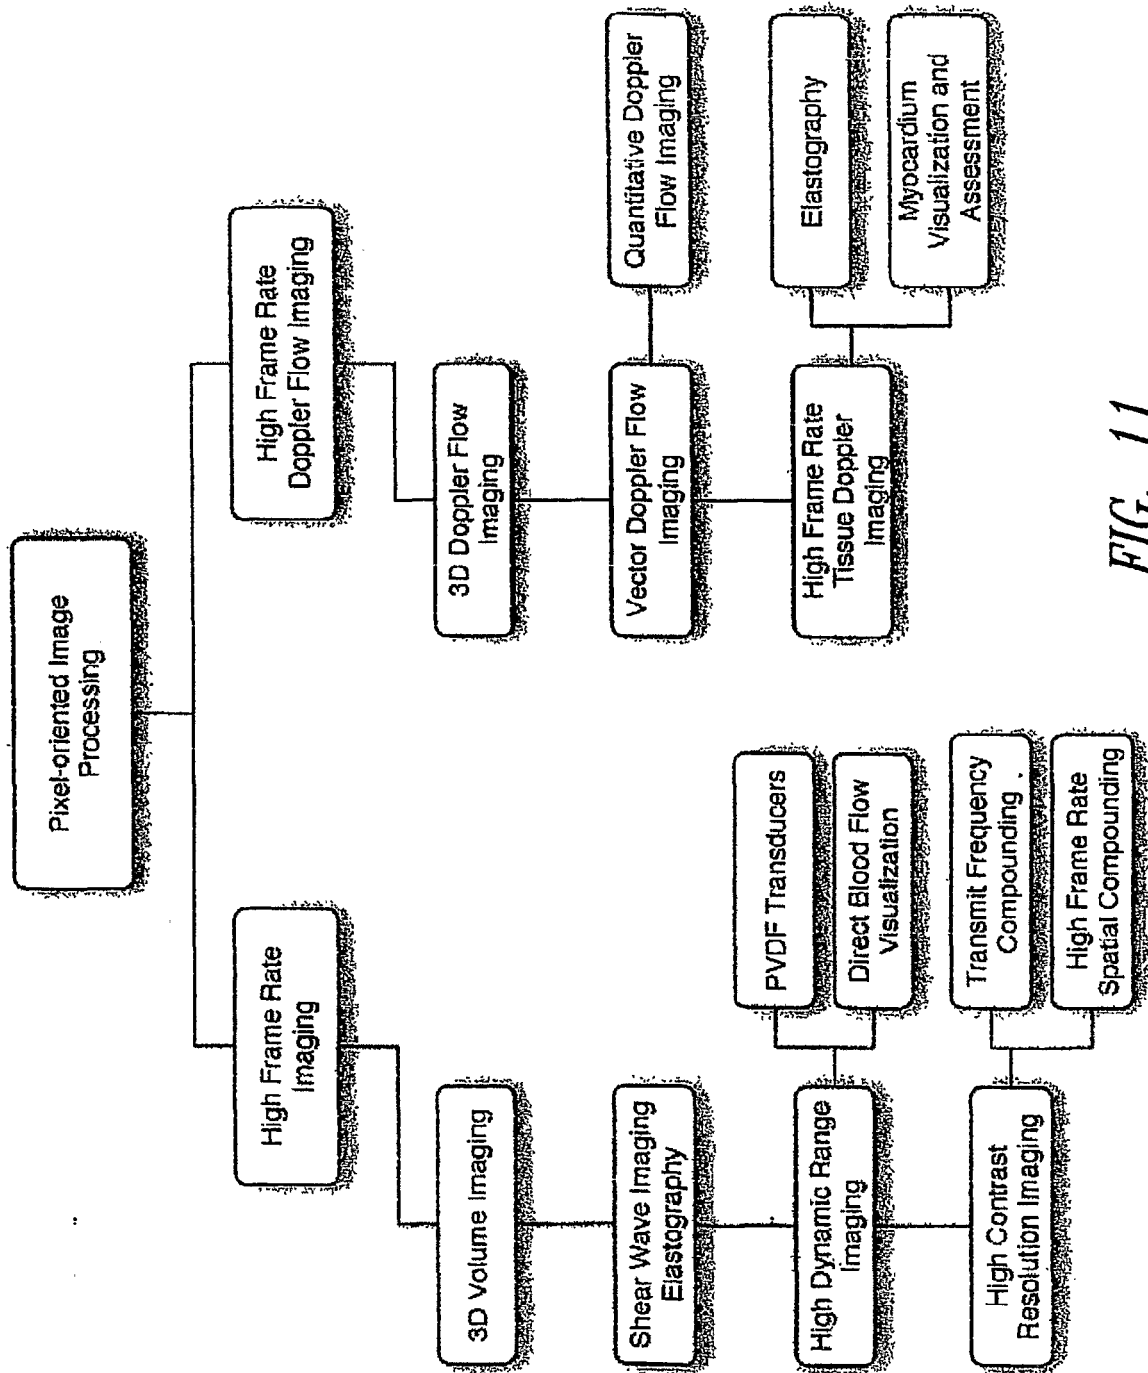 Pixel-oriented Image
Processing
High Frame Rate
Imaging
High Frame Rate
Doppler Flow Imaging
3D Volume Imaging
3D Doppler Flow
Imaging
Shear Wave Imaging
Elastography
Vector Doppler Flow
Imaging
Quantitative Doppler
Flow Imaging
High Dynamic Range
Imaging
PVDF Transducers
Direct Blood Flow
Visualization
High Frame Rate
Tissue Doppler
Imaging
Elastography
Myocardium
Visualization and
Assessment
High Contrast
Resolution Imaging
Transmit Frequency
Compounding
High Frame Rate
Spatial Compounding
FIG. 11